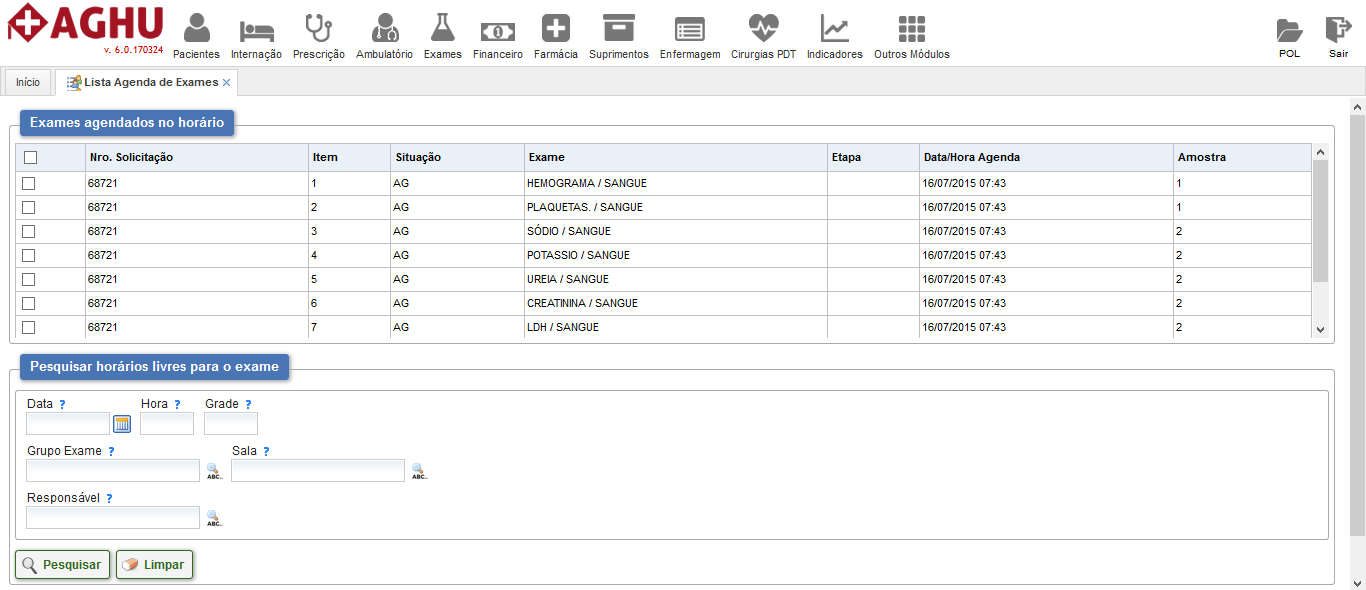 AGHU
v. 6.0.170324
Pacientes Internação Prescrição Ambulatório Exames Financeiro Farmácia Suprimentos Enfermagem Cirurgias PDT Indicadores Outros Módulos POL Sair
Início Lista Agenda de Exames
Exames agendados no horário
Nro. Solicitação Item Situação Exame Etapa Data/Hora Agenda Amostra
68721 1 AG HEMOGRAMA / SANGUE 16/07/2015 07:43 1
68721 2 AG PLAQUETAS. / SANGUE 16/07/2015 07:43 1
68721 3 AG SÓDIO / SANGUE 16/07/2015 07:43 2
68721 4 AG POTASSIO / SANGUE 16/07/2015 07:43 2
68721 5 AG UREIA / SANGUE 16/07/2015 07:43 2
68721 6 AG CREATININA / SANGUE 16/07/2015 07:43 2
68721 7 AG LDH / SANGUE 16/07/2015 07:43 2
Pesquisar horários livres para o exame
Data ? Hora ? Grade ?
Grupo Exame ? Sala ?
ABC.. ABC..
Responsável ?
ABC..
Pesquisar Limpar